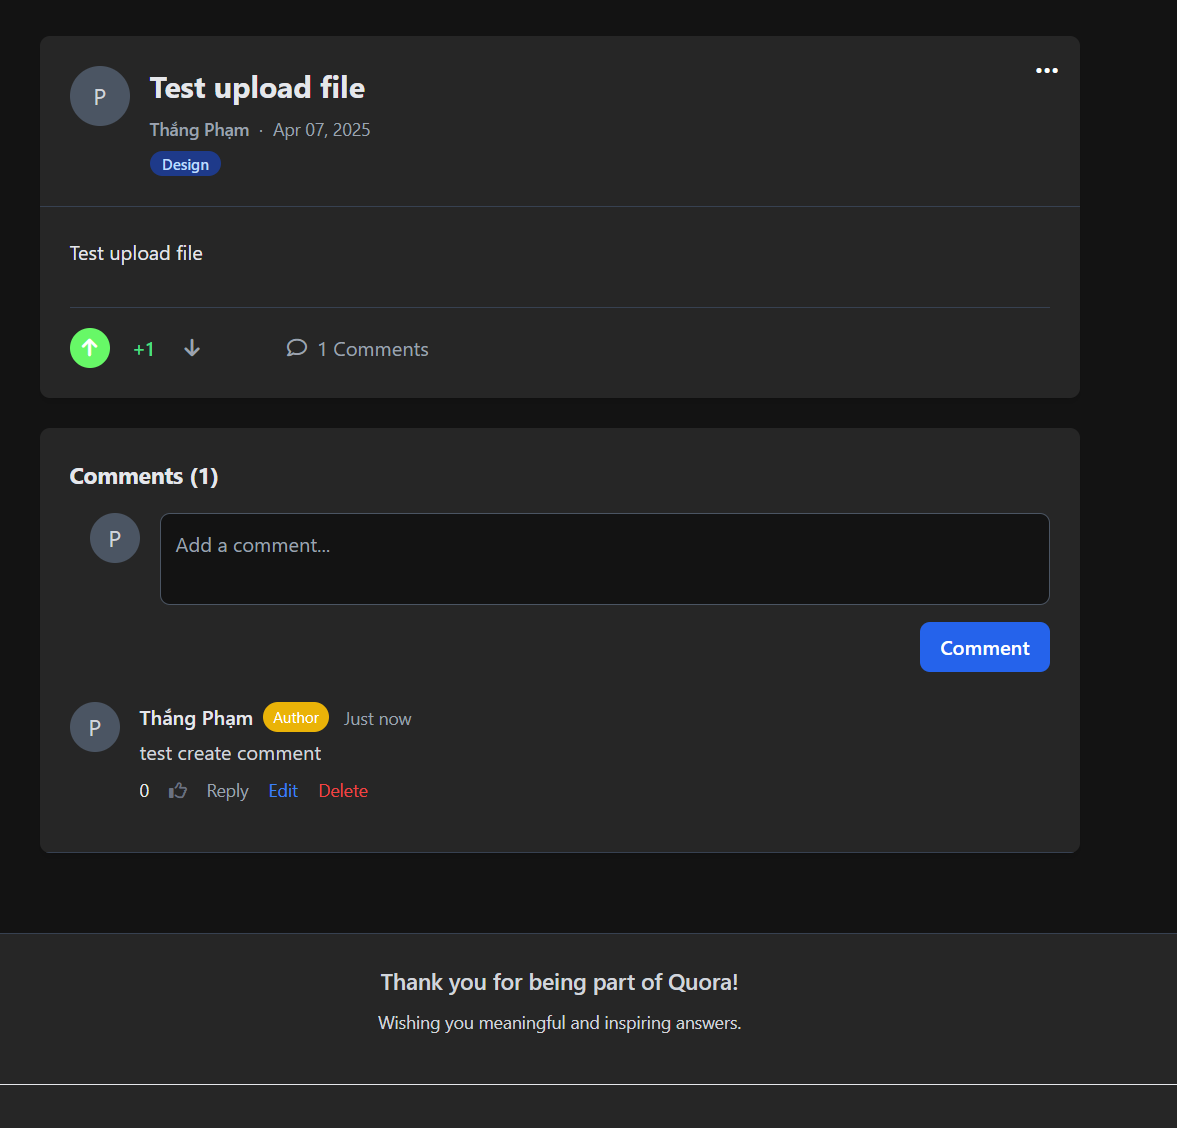 P
Test upload file
Thắng Phạm · Apr 07, 2025
Design
Test upload file
+1 1 Comments
Comments (1)
P
Add a comment...
Comment
P
Thắng Phạm Author Just now
test create comment
0 Reply Edit Delete
Thank you for being part of Quora!
Wishing you meaningful and inspiring answers.